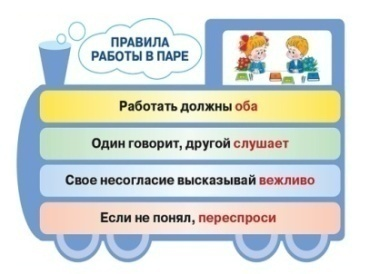 ПРАВИЛА
РАБОТЫ В ПАРЕ
Работать должны оба
Один говорит, другой слушает
Свое несогласие высказывай вежливо
Если не понял, переспроси